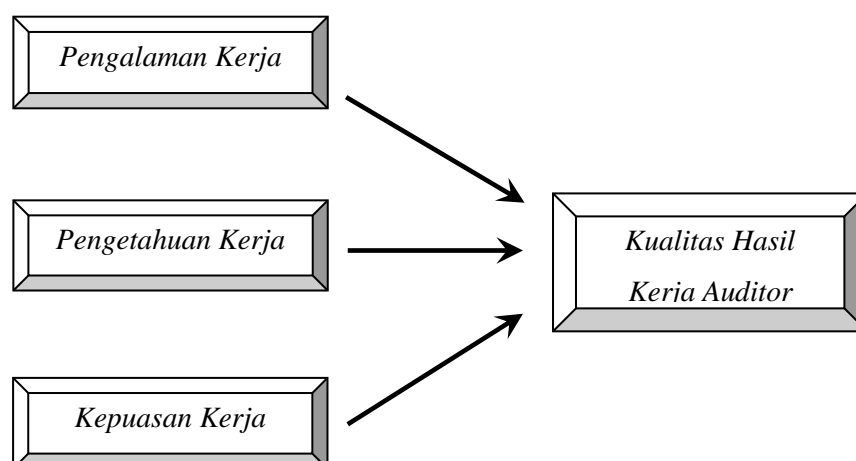 Pengalaman Kerja
Pengetahuan Kerja
Kualitas Hasil
Kerja Auditor
Kepuasan Kerja